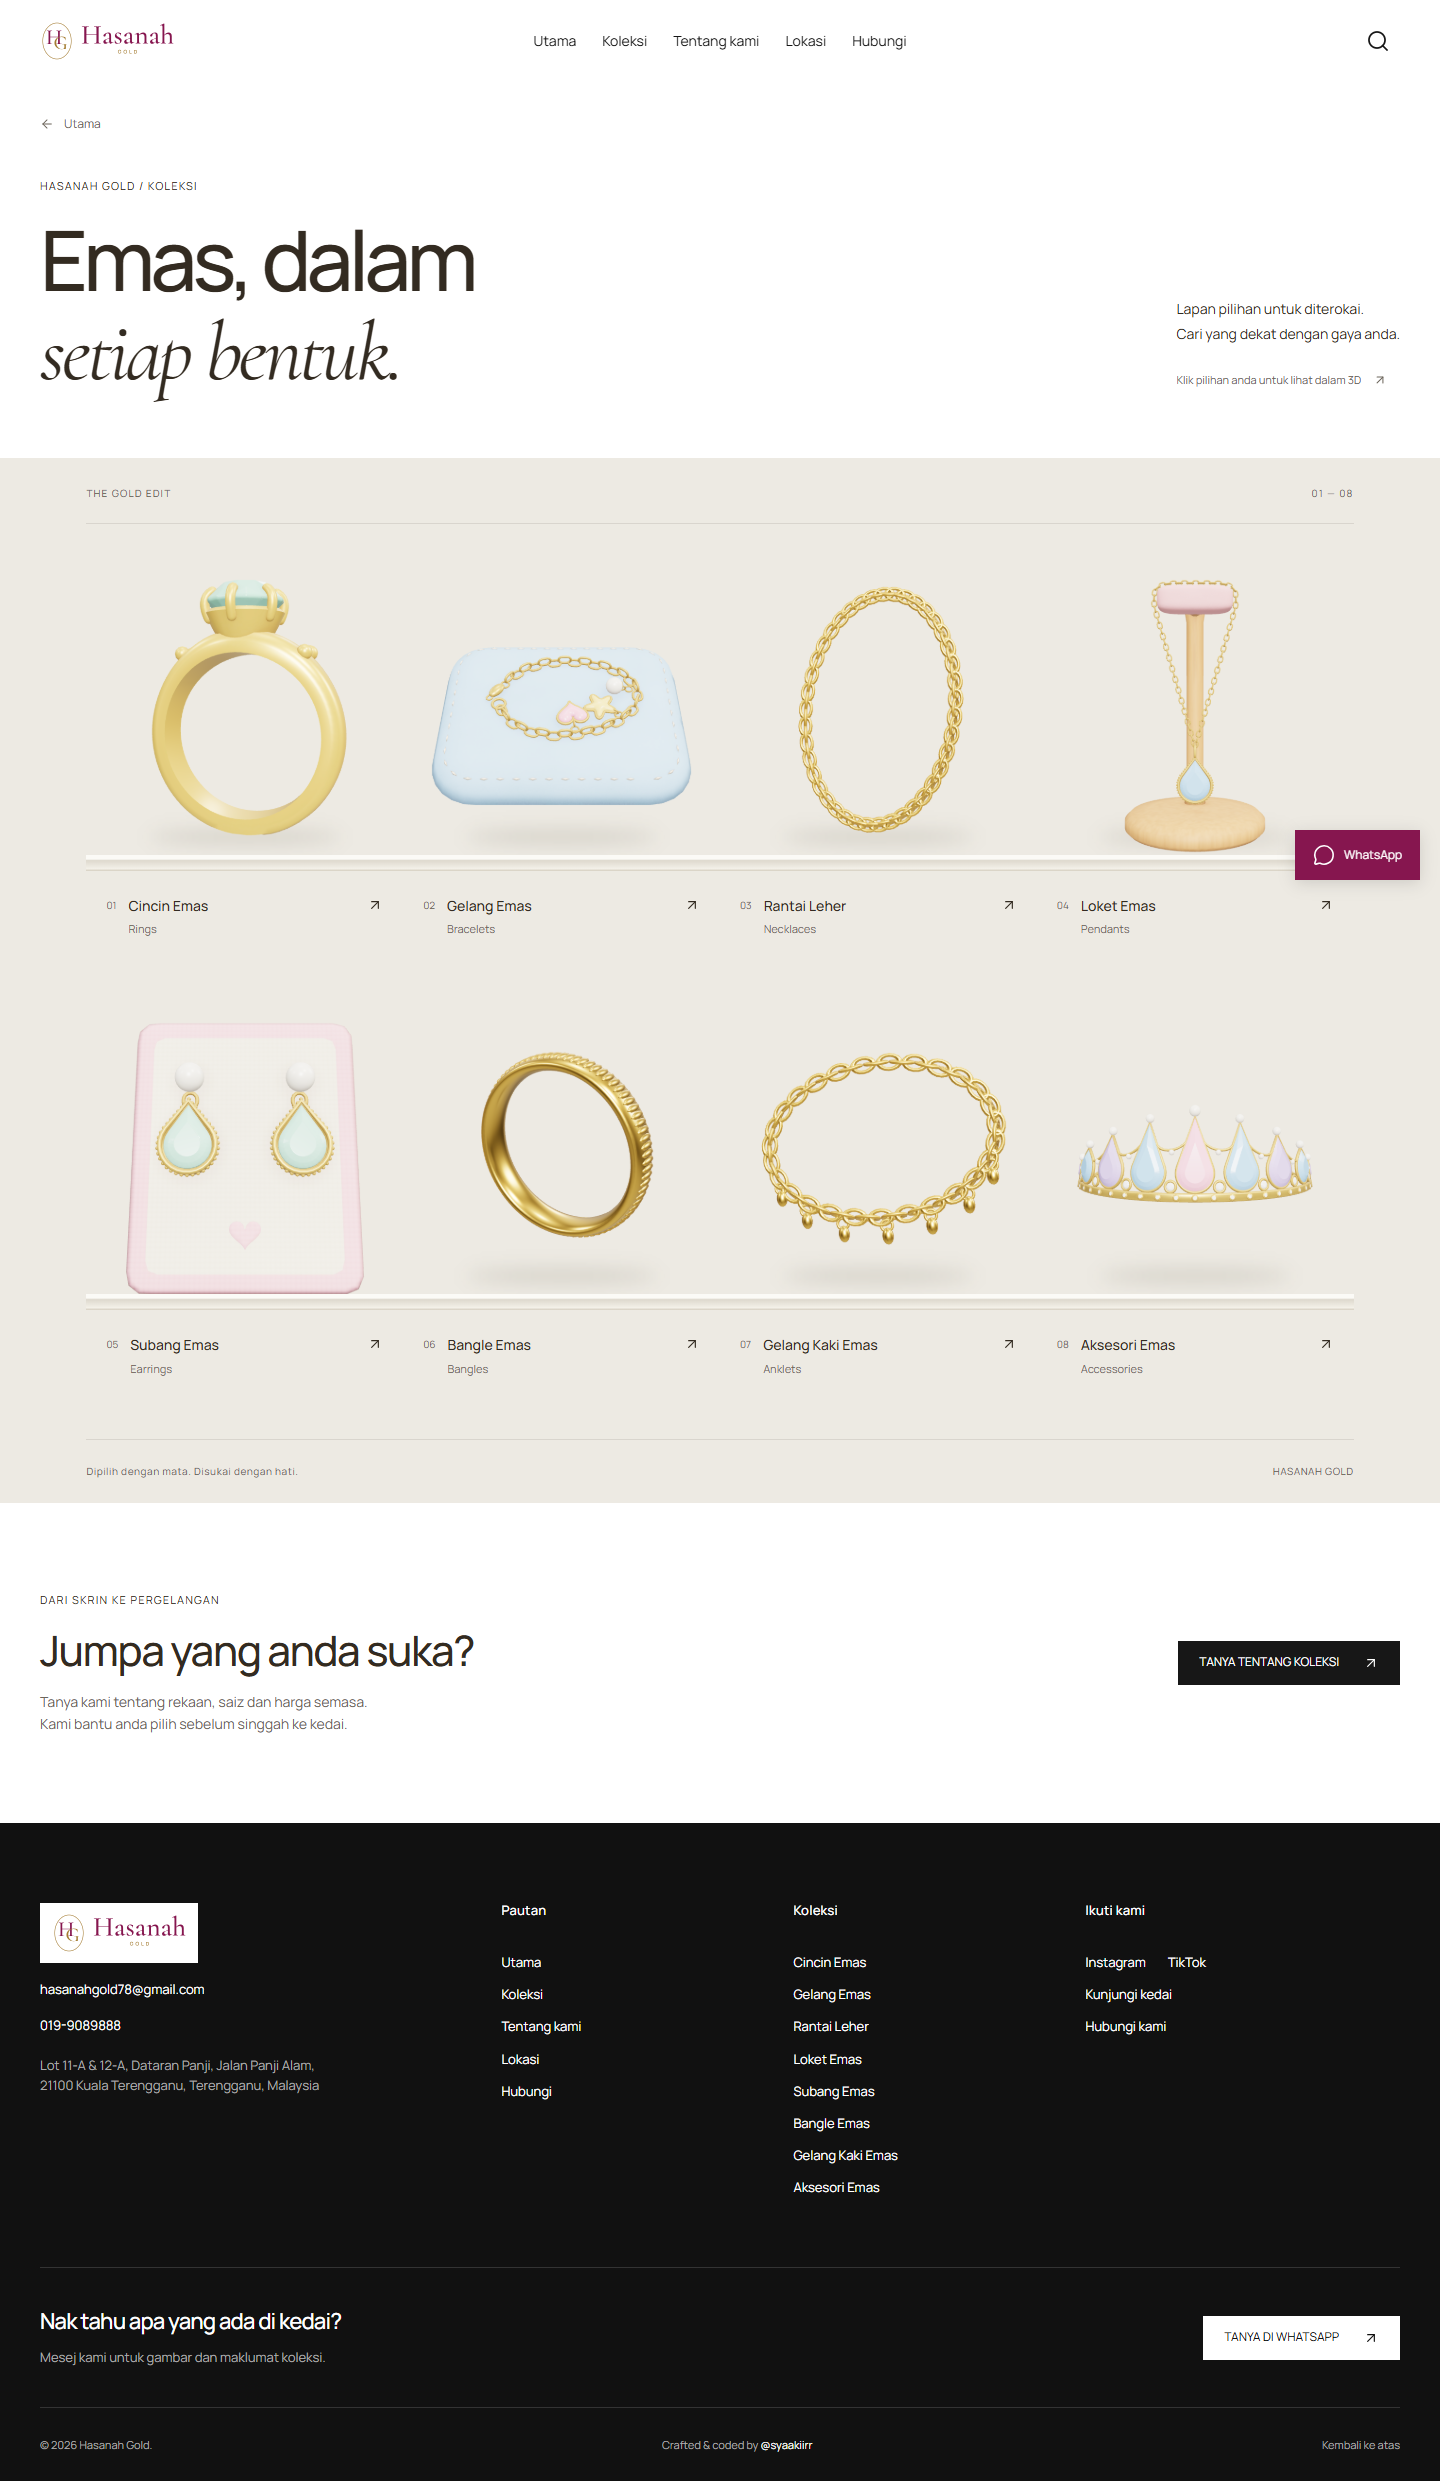 HG Hasanah
GOLD
Utama
Koleksi
Tentang kami
Lokasi
Hubungi
Utama
HASANAH GOLD / KOLEKSI
Emas, dalam
setiap bentuk.
Lapan pilihan untuk diterokai.
Cari yang dekat dengan gaya anda.
Klik pilihan anda untuk lihat dalam 3D
THE GOLD EDIT
01 — 08
WhatsApp
01 Cincin Emas
Rings
02 Gelang Emas
Bracelets
03 Rantai Leher
Necklaces
04 Loket Emas
Pendants
05 Subang Emas
Earrings
06 Bangle Emas
Bangles
07 Gelang Kaki Emas
Anklets
08 Aksesori Emas
Accessories
Dipilih dengan mata. Disukai dengan hati.
HASANAH GOLD
DARI SKRIN KE PERGELANGAN
Jumpa yang anda suka?
Tanya kami tentang rekaan, saiz dan harga semasa.
Kami bantu anda pilih sebelum singgah ke kedai.
TANYA TENTANG KOLEKSI
HG Hasanah
GOLD
hasanahgold78@gmail.com
019-9089888
Lot 11-A & 12-A, Dataran Panji, Jalan Panji Alam,
21100 Kuala Terengganu, Terengganu, Malaysia
Pautan
Utama
Koleksi
Tentang kami
Lokasi
Hubungi
Koleksi
Cincin Emas
Gelang Emas
Rantai Leher
Loket Emas
Subang Emas
Bangle Emas
Gelang Kaki Emas
Aksesori Emas
Ikuti kami
Instagram TikTok
Kunjungi kedai
Hubungi kami
Nak tahu apa yang ada di kedai?
Mesej kami untuk gambar dan maklumat koleksi.
TANYA DI WHATSAPP
© 2026 Hasanah Gold.
Crafted & coded by @syaakiirr
Kembali ke atas